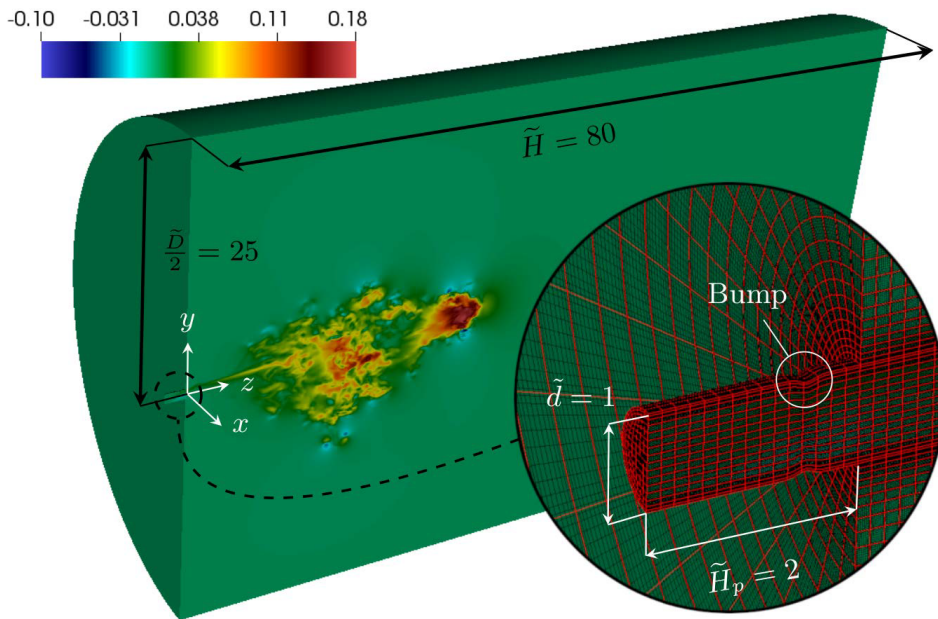 -0.10 -0.031 0.038 0.11 0.18
H̃ = 80
D̃/2 = 25
y
z
x
Bump
d̃ = 1
H̃ₚ = 2